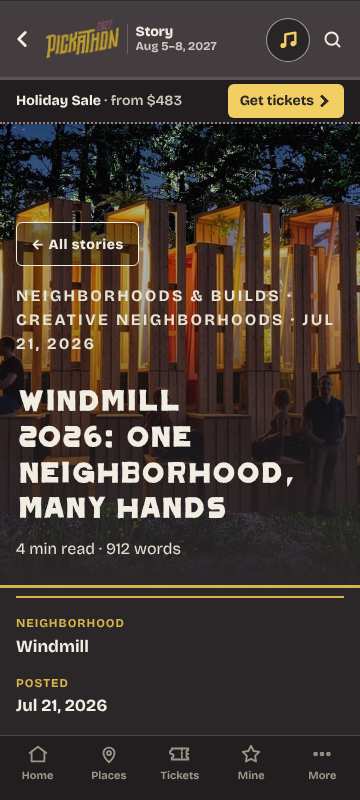 2027
PICKATHON
Story
Aug 5–8, 2027
Holiday Sale · from $483
Get tickets
← All stories
NEIGHBORHOODS & BUILDS ·
CREATIVE NEIGHBORHOODS · JUL
21, 2026
WINDMILL
2026: ONE
NEIGHBORHOOD,
MANY HANDS
4 min read · 912 words
NEIGHBORHOOD
Windmill
POSTED
Jul 21, 2026
Home
Places
Tickets
Mine
More